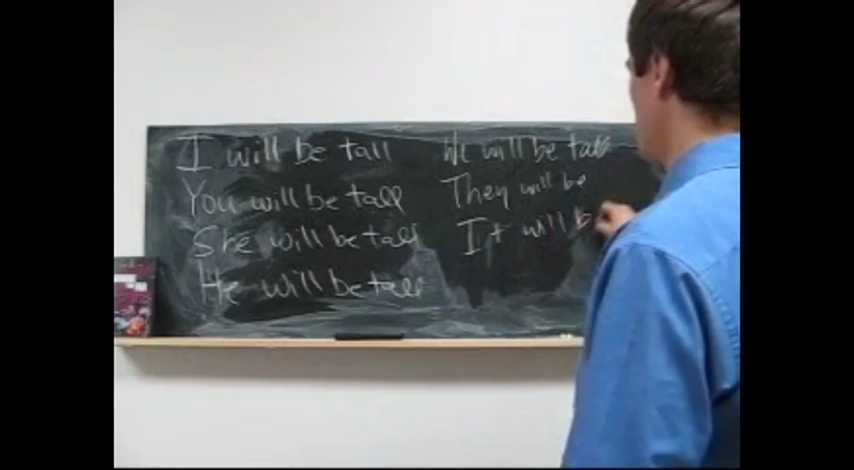 I will be tall
You will be tall
She will be tall
He will be tall
We will be tall
They will be
It will b